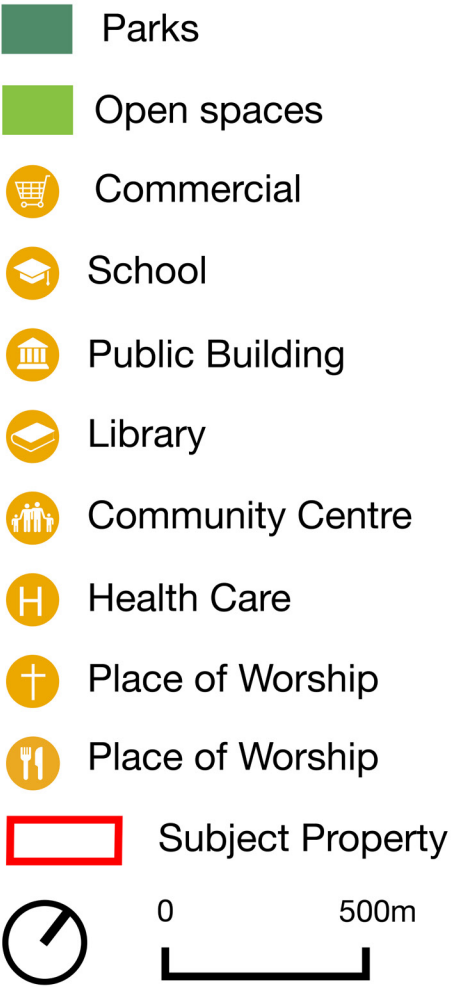 Parks
Open spaces
Commercial
School
Public Building
Library
Community Centre
H Health Care
Place of Worship
Place of Worship
Subject Property
0 500m